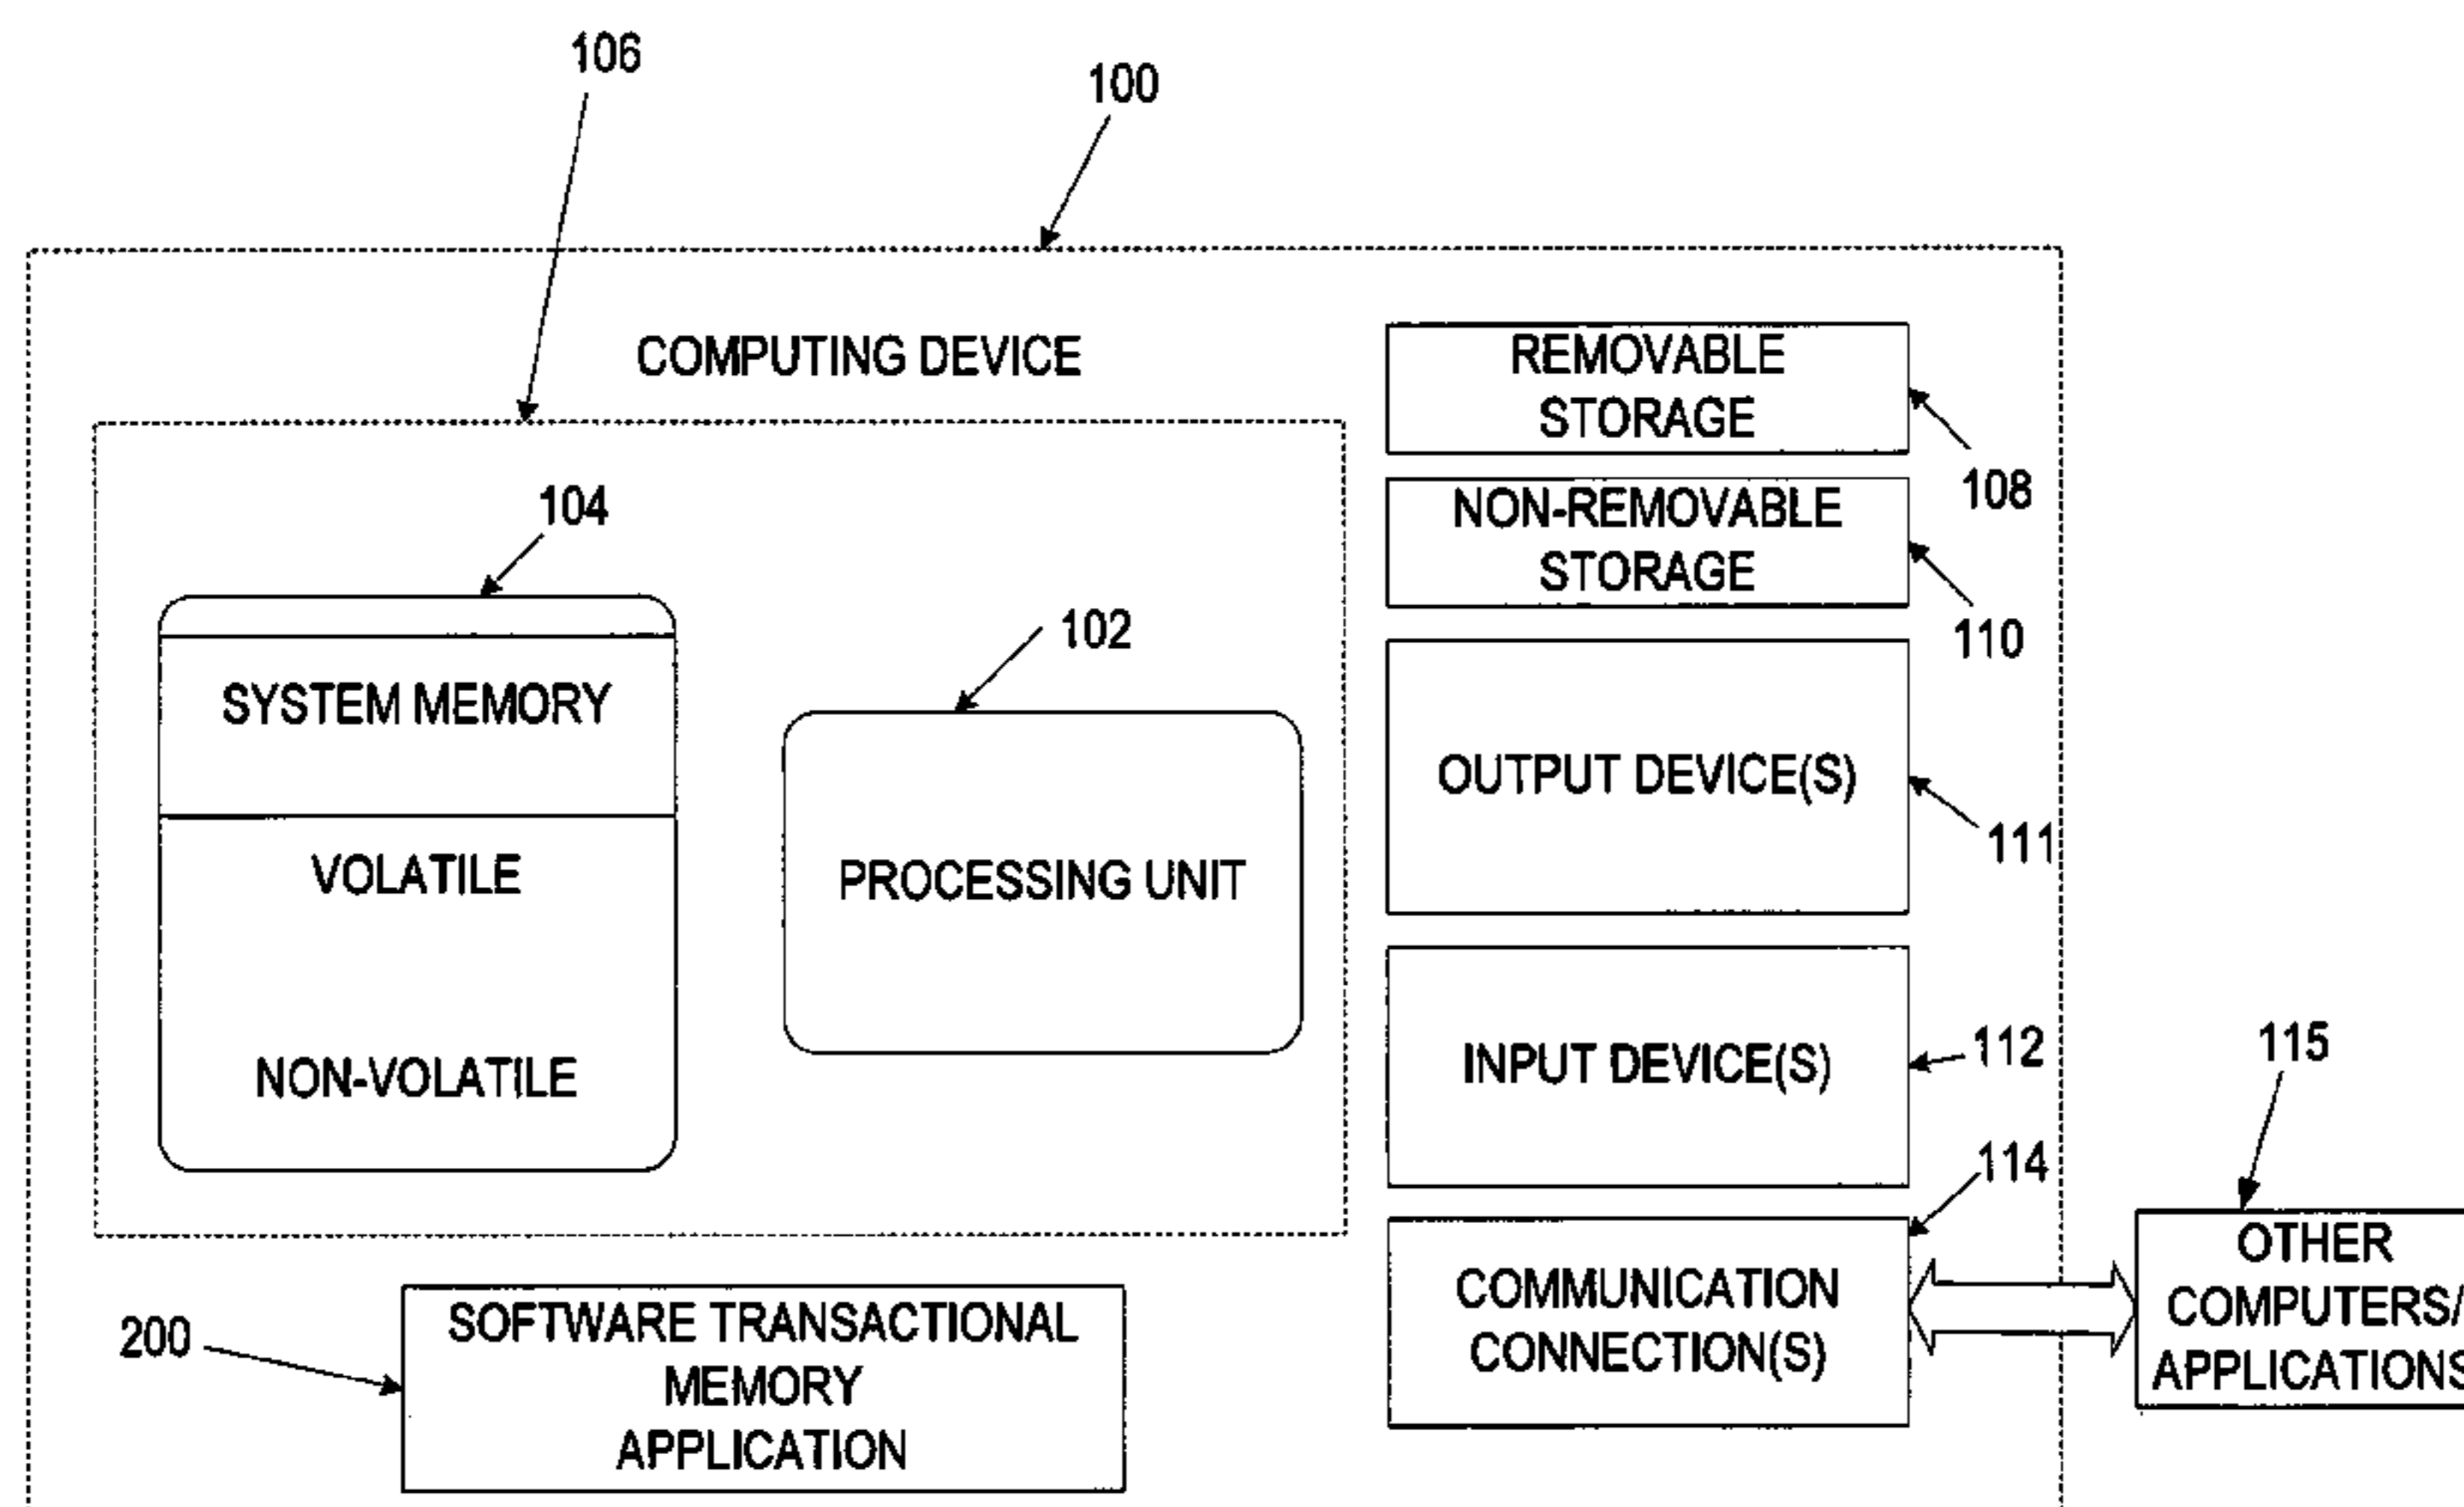 106
100
COMPUTING DEVICE
REMOVABLE
STORAGE
108
104
NON-REMOVABLE
STORAGE
110
102
SYSTEM MEMORY
OUTPUT DEVICE(S)
111
VOLATILE
PROCESSING UNIT
NON-VOLATILE
INPUT DEVICE(S)
112
115
114
200
SOFTWARE TRANSACTIONAL
MEMORY
APPLICATION
COMMUNICATION
CONNECTION(S)
OTHER
COMPUTERS/
APPLICATIONS